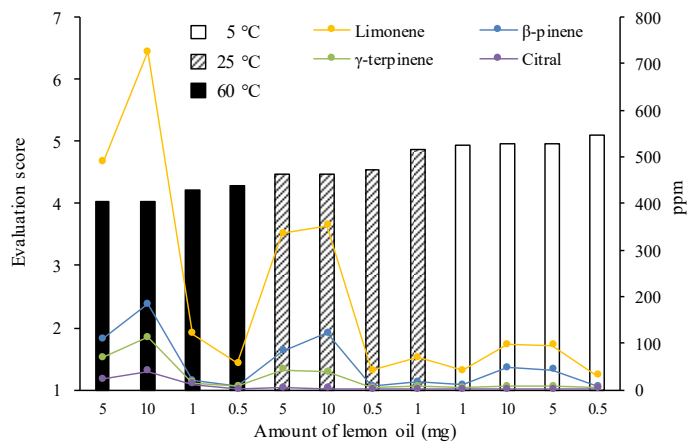 7
6
5
4
3
2
1
Evaluation score
5 °C
25 °C
60 °C
Limonene
β-pinene
γ-terpinene
Citral
800
700
600
500
400
300
200
100
0
ppm
5 10 1 0.5 5 10 0.5 1 1 10 5 0.5
Amount of lemon oil (mg)